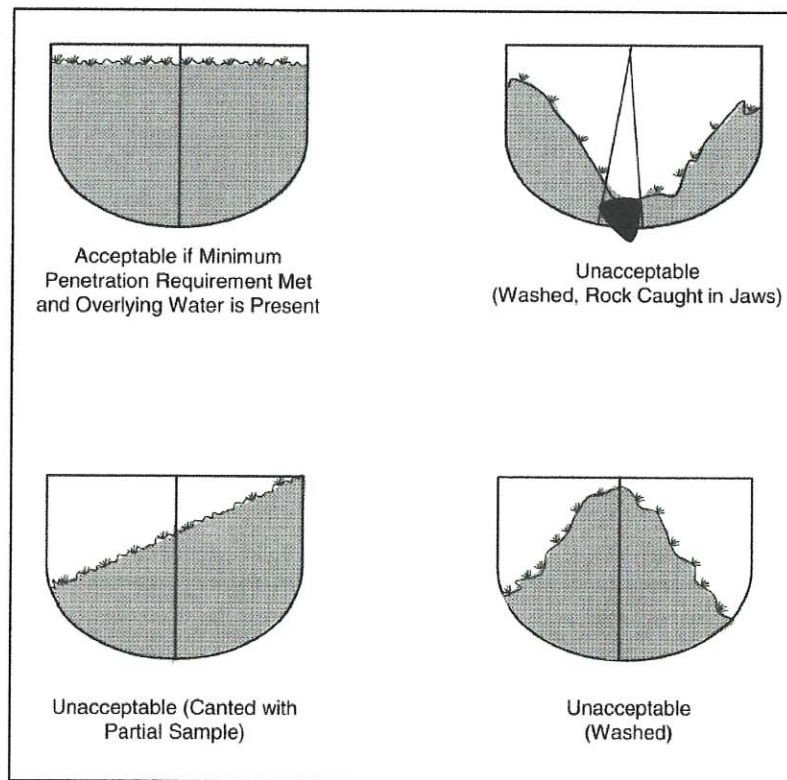 Acceptable if Minimum
Penetration Requirement Met
and Overlying Water is Present
Unacceptable
(Washed, Rock Caught in Jaws)
Unacceptable (Canted with
Partial Sample)
Unacceptable
(Washed)